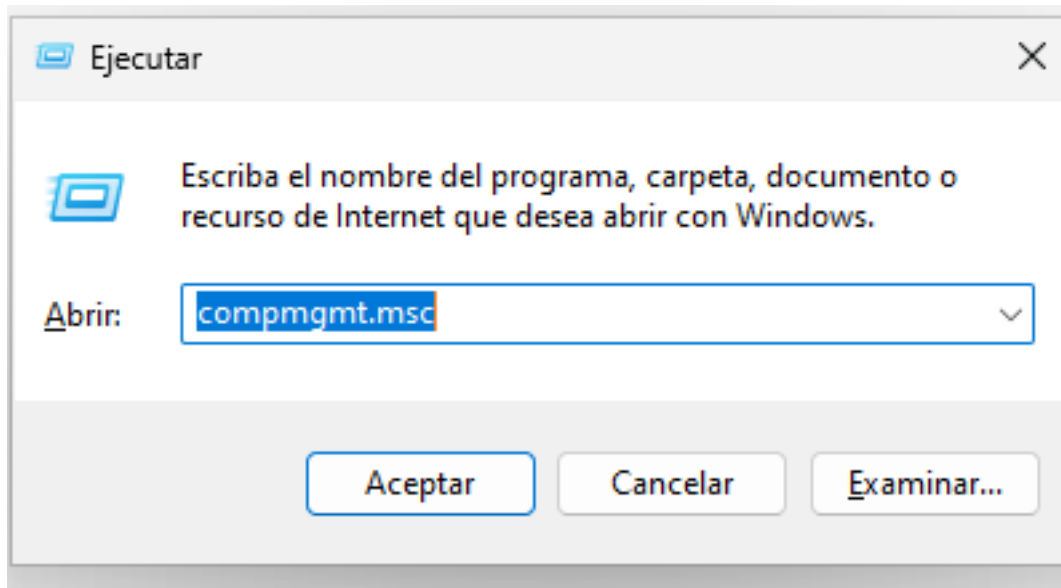 Ejecutar
Escriba el nombre del programa, carpeta, documento o
recurso de Internet que desea abrir con Windows.
Abrir: compmgmt.msc
Aceptar Cancelar Examinar...